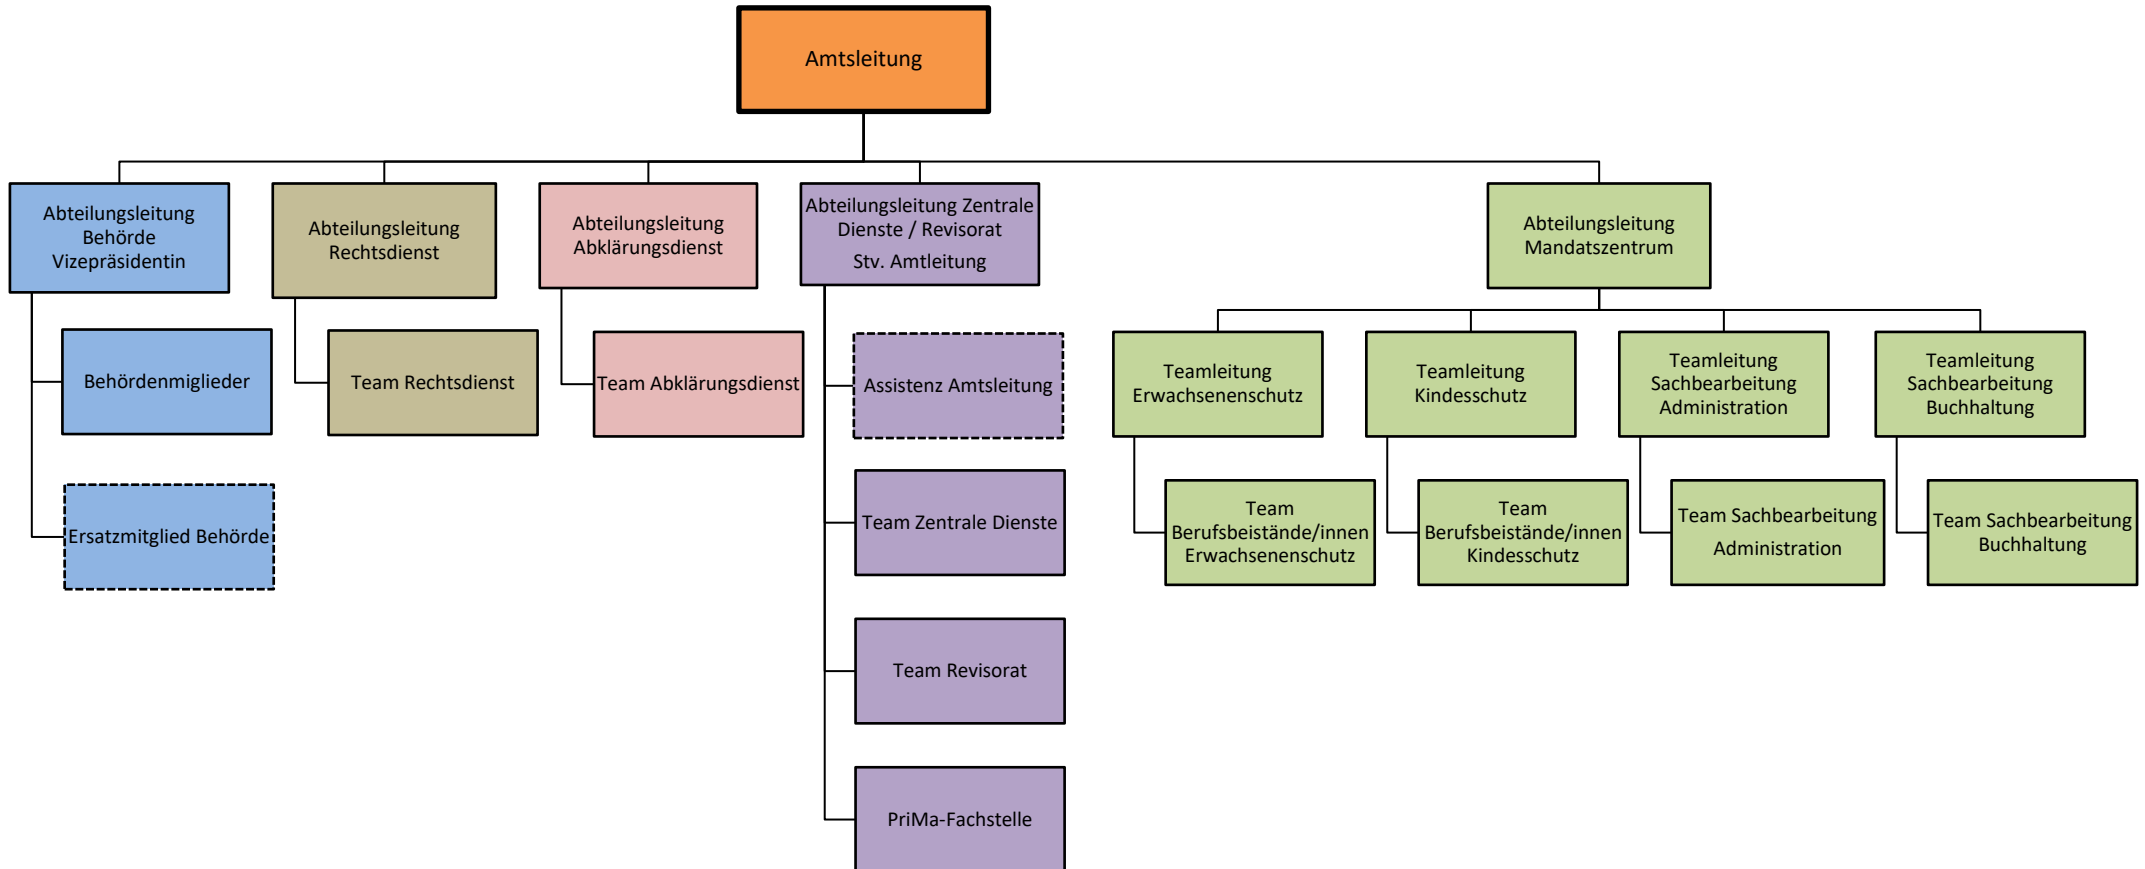 Amtsleitung
Abteilungsleitung
Behörde
Vizepräsidentin
Abteilungsleitung
Rechtsdienst
Abteilungsleitung
Abklärungsdienst
Abteilungsleitung Zentrale
Dienste / Revisorat
Stv. Amtleitung
Abteilungsleitung
Mandatszentrum
Behördenmiglieder
Team Rechtsdienst
Team Abklärungsdienst
Assistenz Amtsleitung
Teamleitung
Erwachsenenschutz
Teamleitung
Kindesschutz
Teamleitung
Sachbearbeitung
Administration
Teamleitung
Sachbearbeitung
Buchhaltung
Ersatzmitglied Behörde
Team Zentrale Dienste
Team
Berufsbeistände/innen
Erwachsenenschutz
Team
Berufsbeistände/innen
Kindesschutz
Team Sachbearbeitung
Administration
Team Sachbearbeitung
Buchhaltung
Team Revisorat
PriMa-Fachstelle